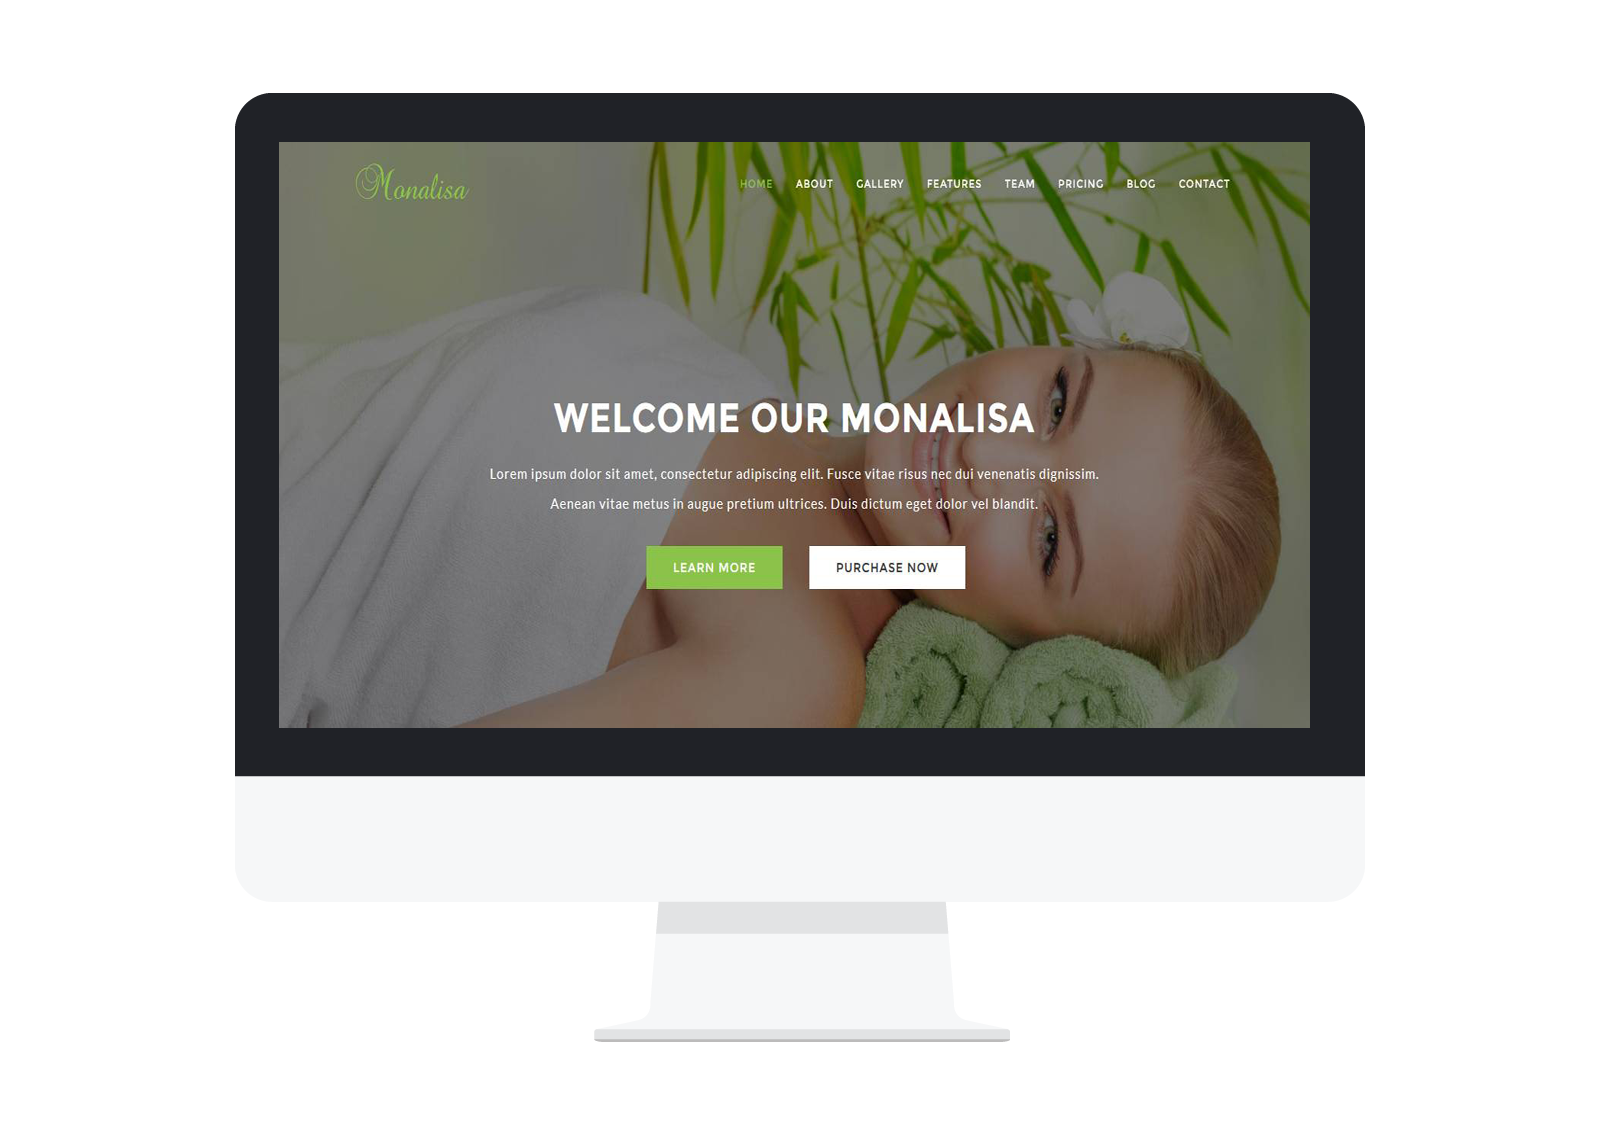 Monalisa
HOME ABOUT GALLERY FEATURES TEAM PRICING BLOG CONTACT
WELCOME OUR MONALISA
Lorem ipsum dolor sit amet, consectetur adipiscing elit. Fusce vitae risus nec dui venenatis dignissim.
Aenean vitae metus in augue pretium ultrices. Duis dictum eget dolor vel blandit.
LEARN MORE PURCHASE NOW